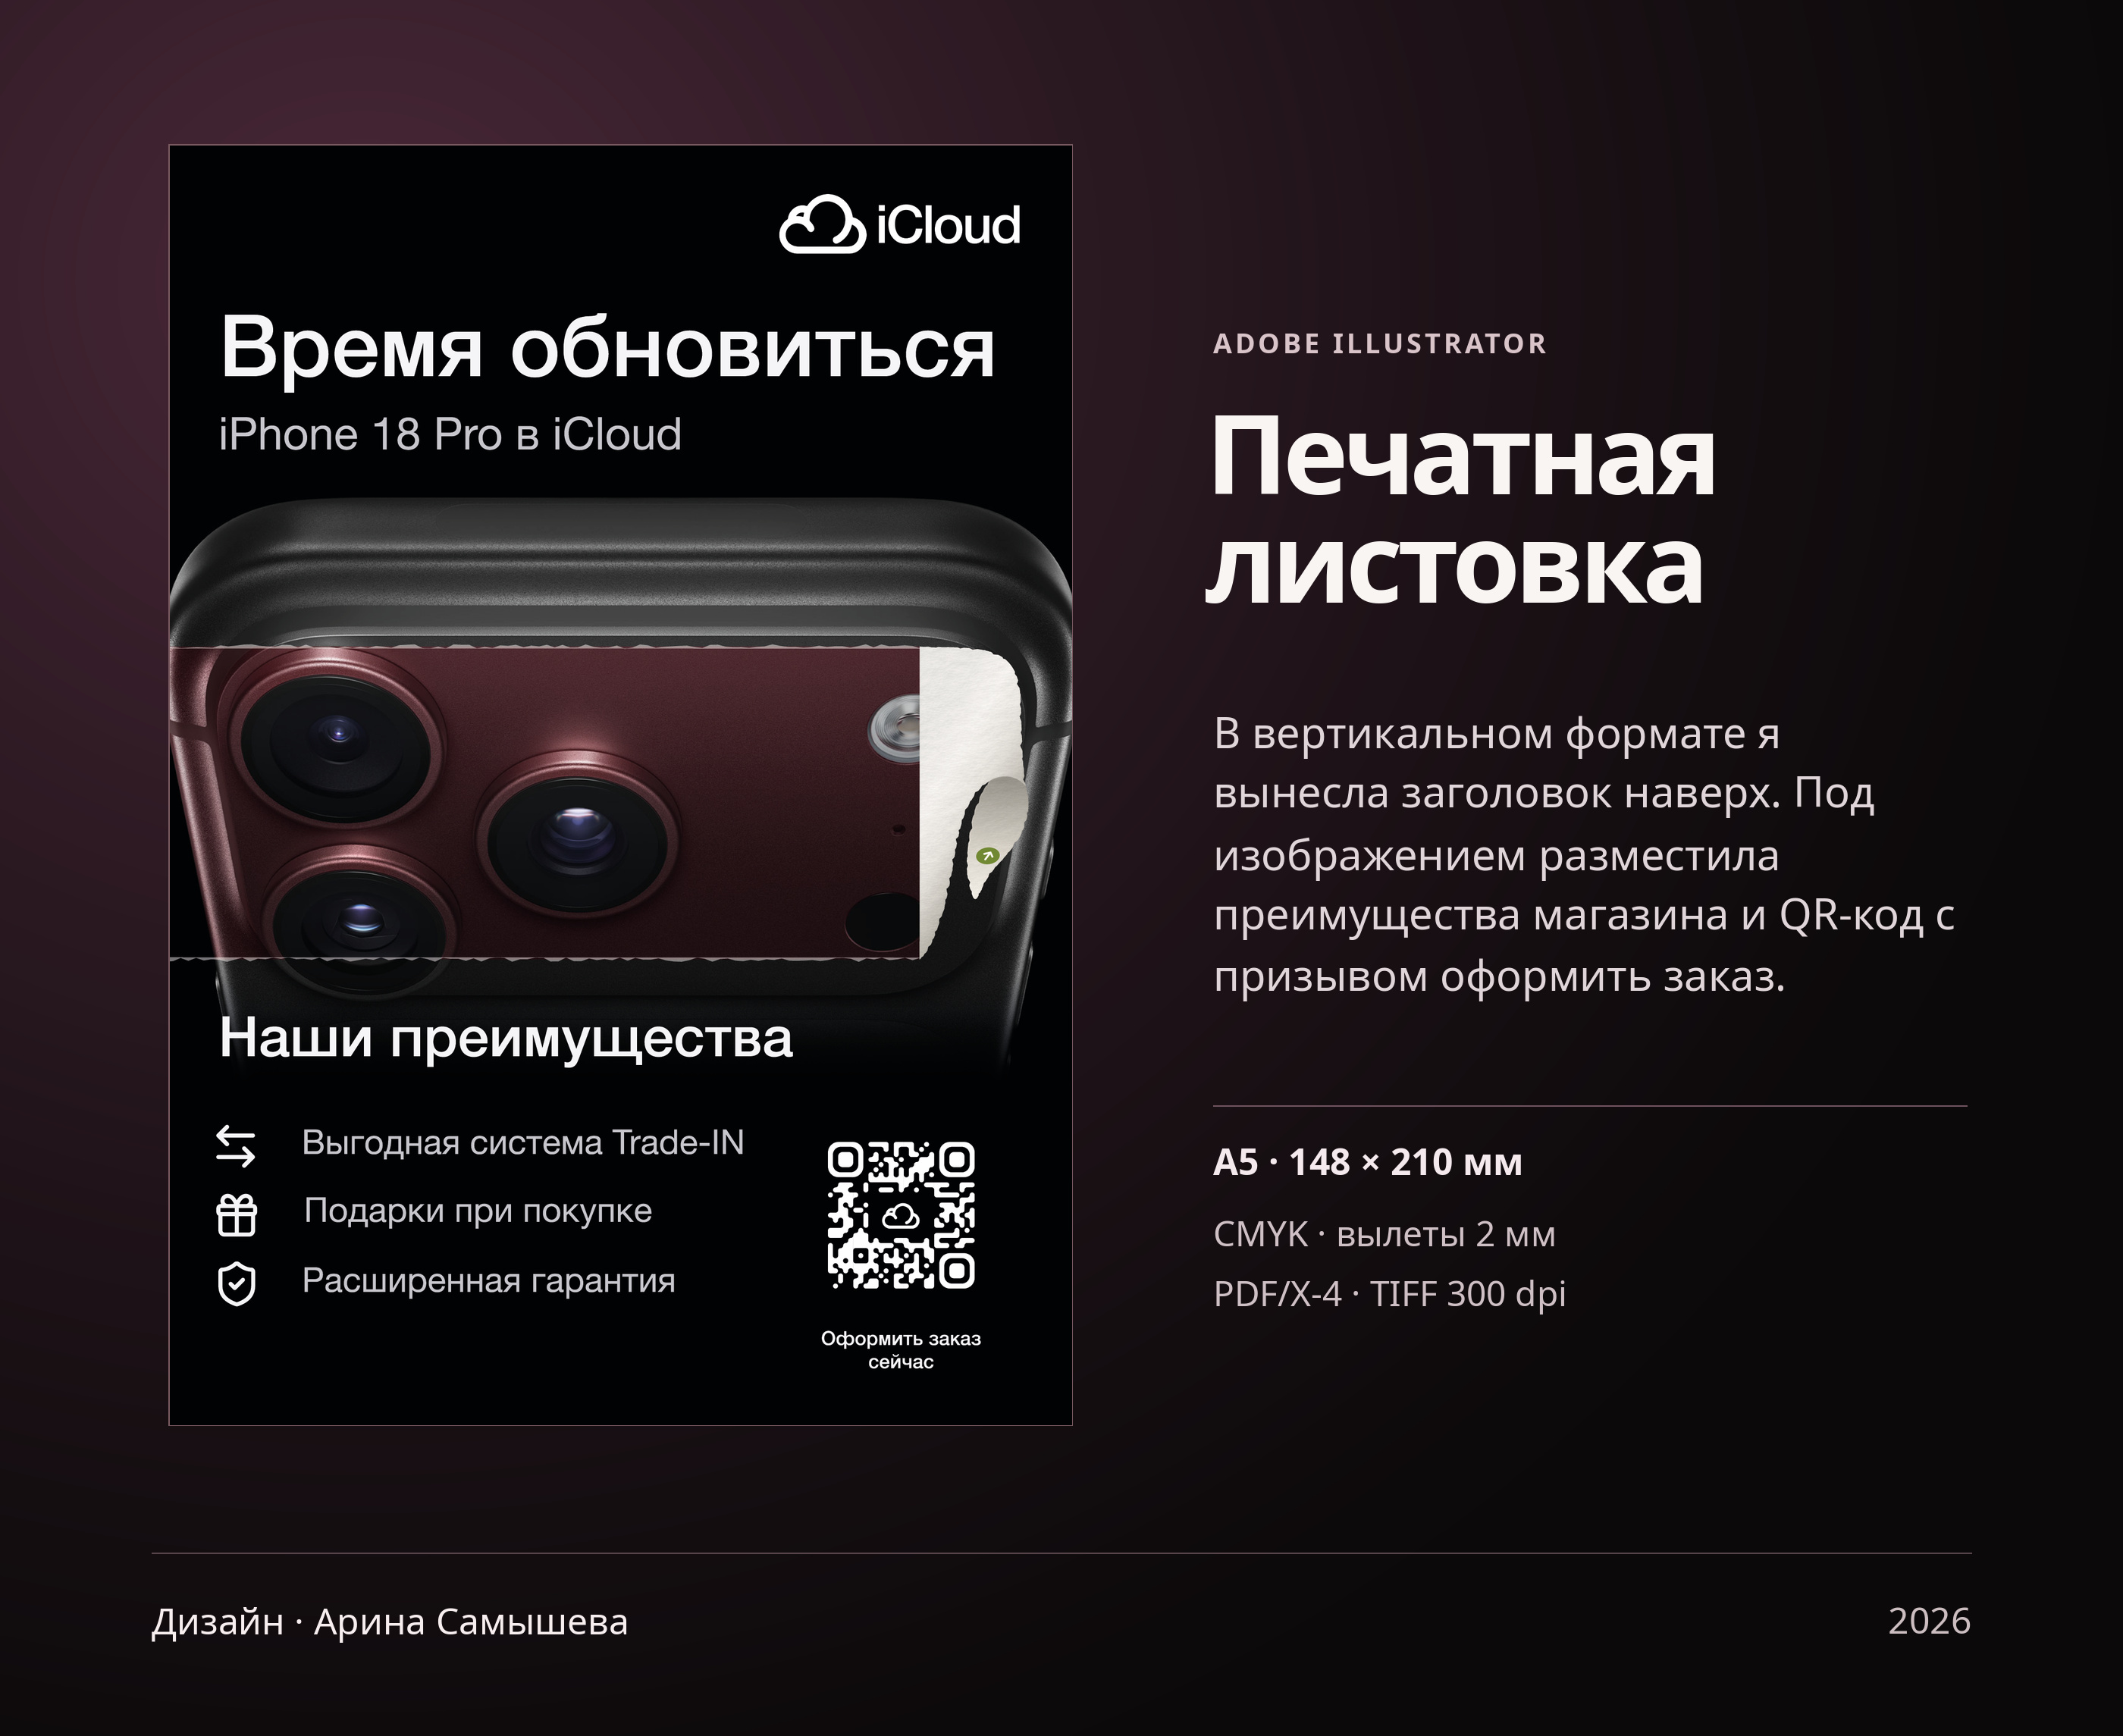 iCloud
Время обновиться
iPhone 18 Pro в iCloud
Наши преимущества
Выгодная система Trade-IN
Подарки при покупке
Расширенная гарантия
Оформить заказ
сейчас
ADOBE ILLUSTRATOR
Печатная
листовка
В вертикальном формате я
вынесла заголовок наверх. Под
изображением разместила
преимущества магазина и QR-код с
призывом оформить заказ.
A5 · 148 × 210 мм
CMYK · вылеты 2 мм
PDF/X-4 · TIFF 300 dpi
Дизайн · Арина Самышева
2026